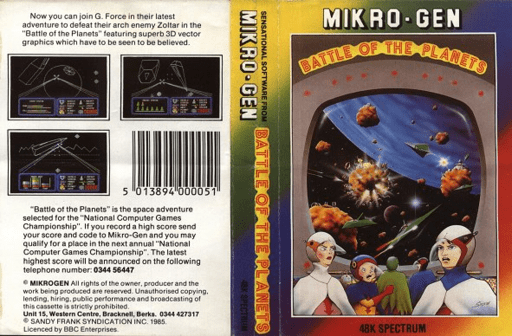 Now you can join G. Force in their latest
adventure to defeat their arch enemy Zoltar in the
"Battle of the Planets" featuring superb 3D vector
graphics which have to be seen to be believed.
5 013894 000051
"Battle of the Planets" is the space adventure
selected for the "National Computer Games
Championship". If you record a high score send
your score and code to Mikro-Gen and you may
qualify for a place in the next annual "National
Computer Games Championship". The latest
highest score will be announced on the following
telephone number: 0344 56447
© MIKROGEN All rights of the owner, producer and the
work being produced are reserved. Unauthorised copying,
lending, hiring, public performance and broadcasting of
this cassette is strictly prohibited.
Unit 15, Western Centre, Bracknell, Berks. 0344 427317
© SANDY FRANK SYNDICATION INC. 1985.
Licenced by BBC Enterprises.
SENSATIONAL SOFTWARE FROM
MIKRO·GEN
BATTLE OF THE PLANETS
48K SPECTRUM
MIKRO·GEN
BATTLE OF THE PLANETS
48K SPECTRUM